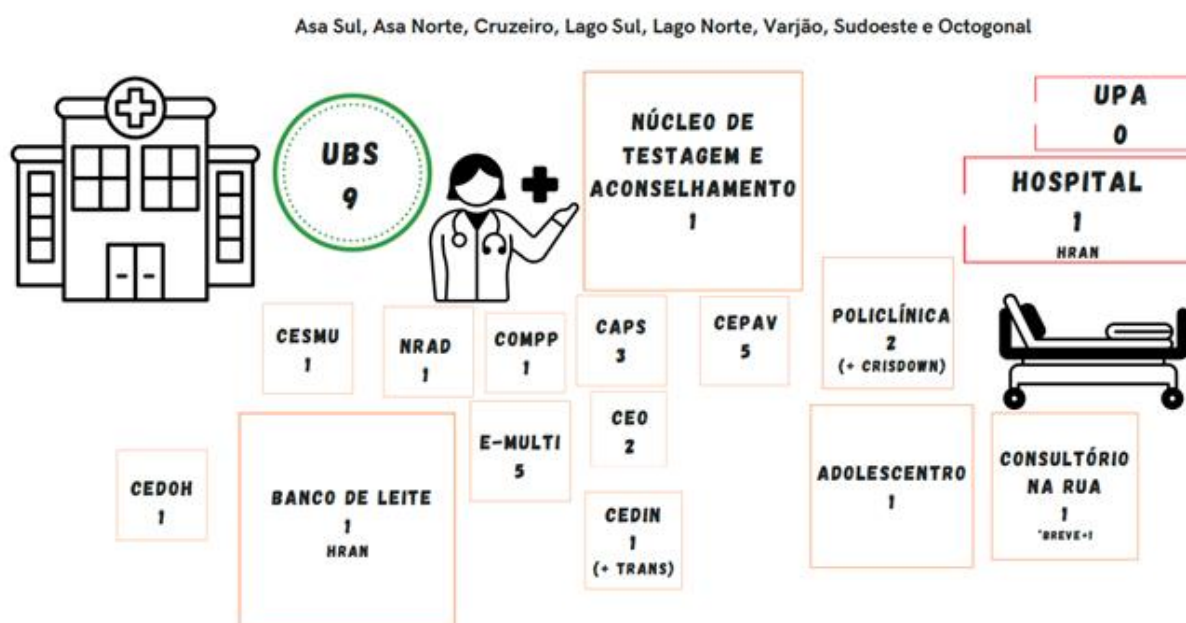 Asa Sul, Asa Norte, Cruzeiro, Lago Sul, Lago Norte, Varjão, Sudoeste e Octogonal
UBS
9
NÚCLEO DE
TESTAGEM E
ACONSELHAMENTO
1
UPA
0
HOSPITAL
1
HRAN
CESMU
1
NRAD
1
COMPP
1
CAPS
3
CEPAV
5
POLICLÍNICA
2
(+ CRISDOWN)
CEDOH
1
BANCO DE LEITE
1
HRAN
E-MULTI
5
CEO
2
CEDIN
1
(+ TRANS)
ADOLESCENTRO
1
CONSULTÓRIO
NA RUA
1
*BREVE+1